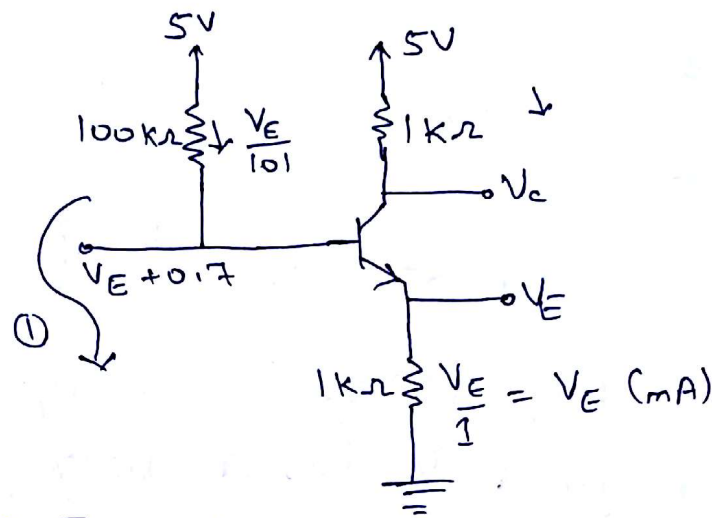 5V
5V
100KΩ
V_E/101
1KΩ
V_C
V_E + 0.7
V_E
①
1KΩ
V_E/1 = V_E (mA)